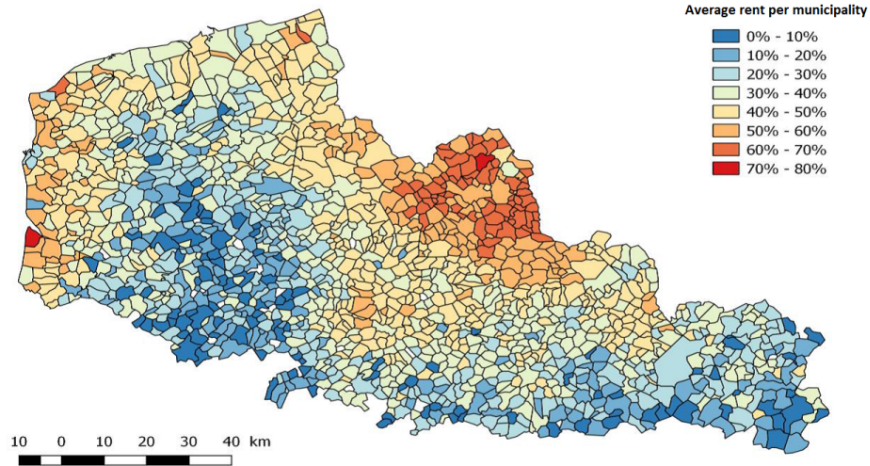 Average rent per municipality
0% - 10%
10% - 20%
20% - 30%
30% - 40%
40% - 50%
50% - 60%
60% - 70%
70% - 80%
10 0 10 20 30 40 km